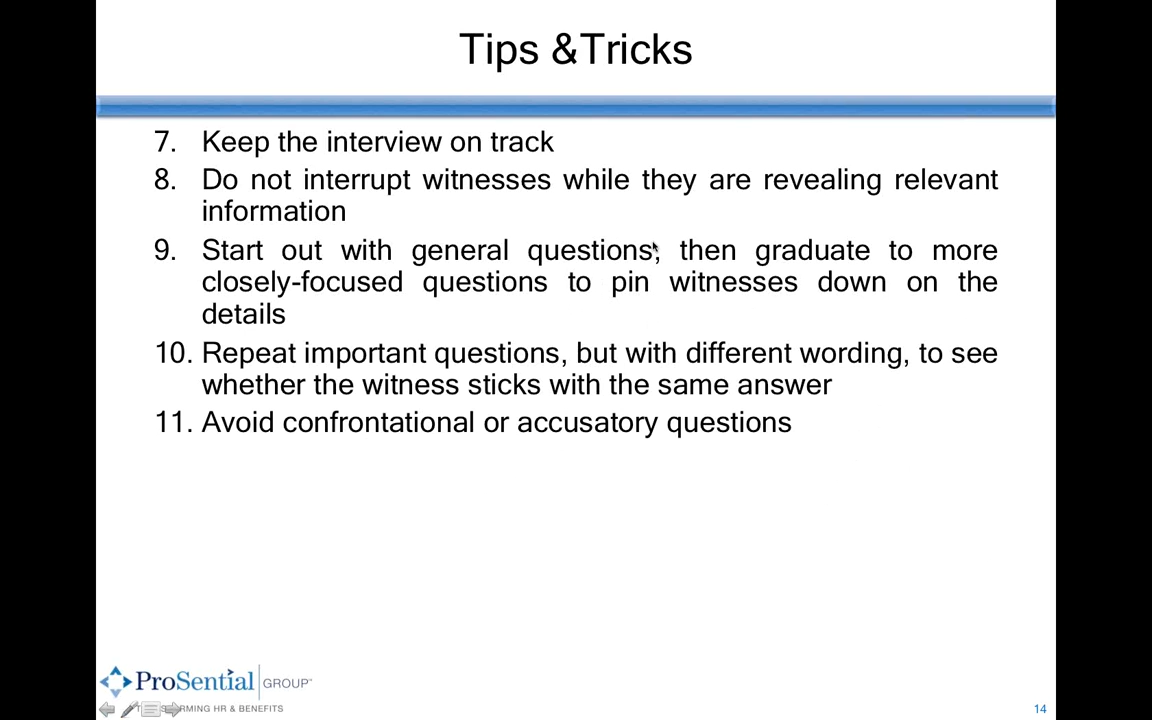 Tips &Tricks
7. Keep the interview on track
8. Do not interrupt witnesses while they are revealing relevant
information
9. Start out with general questions; then graduate to more
closely-focused questions to pin witnesses down on the
details
10. Repeat important questions, but with different wording, to see
whether the witness sticks with the same answer
11. Avoid confrontational or accusatory questions
ProSential GROUP
RMING HR & BENEFITS
14